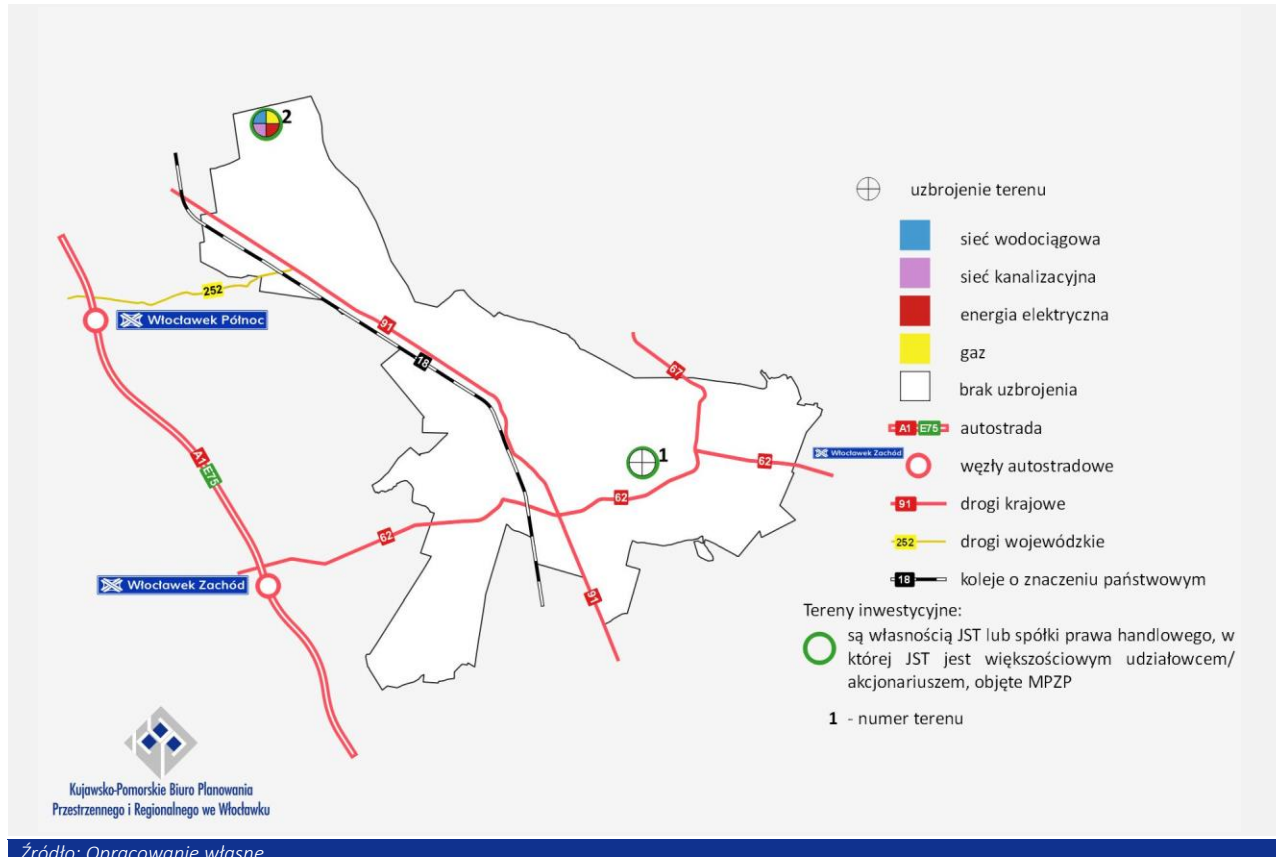 2
252
Włocławek Północ
91
18
67
1
62
62
62
A1
E75
Włocławek Zachód
91
uzbrojenie terenu
sieć wodociągowa
sieć kanalizacyjna
energia elektryczna
gaz
brak uzbrojenia
A1 E75 autostrada
Włocławek Zachód węzły autostradowe
91 drogi krajowe
252 drogi wojewódzkie
18 koleje o znaczeniu państwowym
Tereny inwestycyjne:
są własnością JST lub spółki prawa handlowego, w
której JST jest większościowym udziałowcem/
akcjonariuszem, objęte MPZP
1 - numer terenu
Kujawsko-Pomorskie Biuro Planowania
Przestrzennego i Regionalnego we Włocławku
Źródło: Opracowanie własne